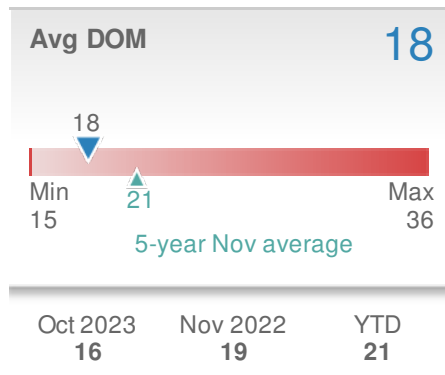 Avg DOM 18
18
Min 21 Max
15 36
5-year Nov average
Oct 2023 Nov 2022 YTD
16 19 21